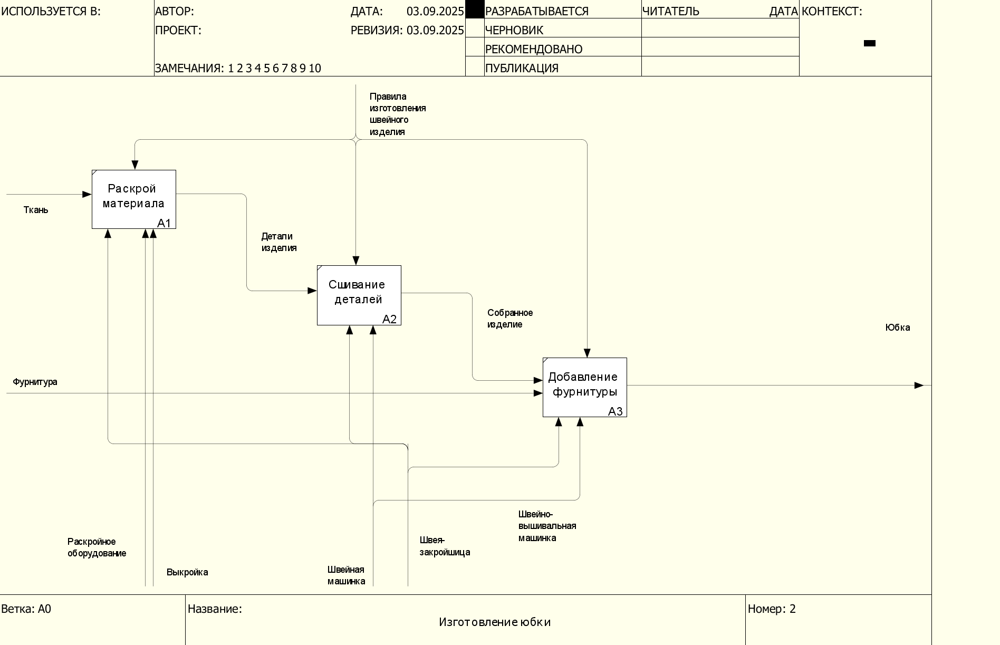 ИСПОЛЬЗУЕТСЯ В:
АВТОР:
ДАТА: 03.09.2025
ПРОЕКТ:
РЕВИЗИЯ: 03.09.2025
ЗАМЕЧАНИЯ: 1 2 3 4 5 6 7 8 9 10
РАЗРАБАТЫВАЕТСЯ
ЧЕРНОВИК
РЕКОМЕНДОВАНО
ПУБЛИКАЦИЯ
ЧИТАТЕЛЬ
ДАТА
КОНТЕКСТ:
Правила
изготовления
швейного
изделия
Раскрой
материала
A1
Ткань
Детали
изделия
Сшивание
деталей
A2
Собранное
изделие
Юбка
Фурнитура
Добавление
фурнитуры
A3
Швейно-
вышивальная
машинка
Раскройное
оборудование
Швея-
закройшица
Выкройка
Швейная
машинка
Ветка: A0
Название:
Изготовление юбки
Номер: 2